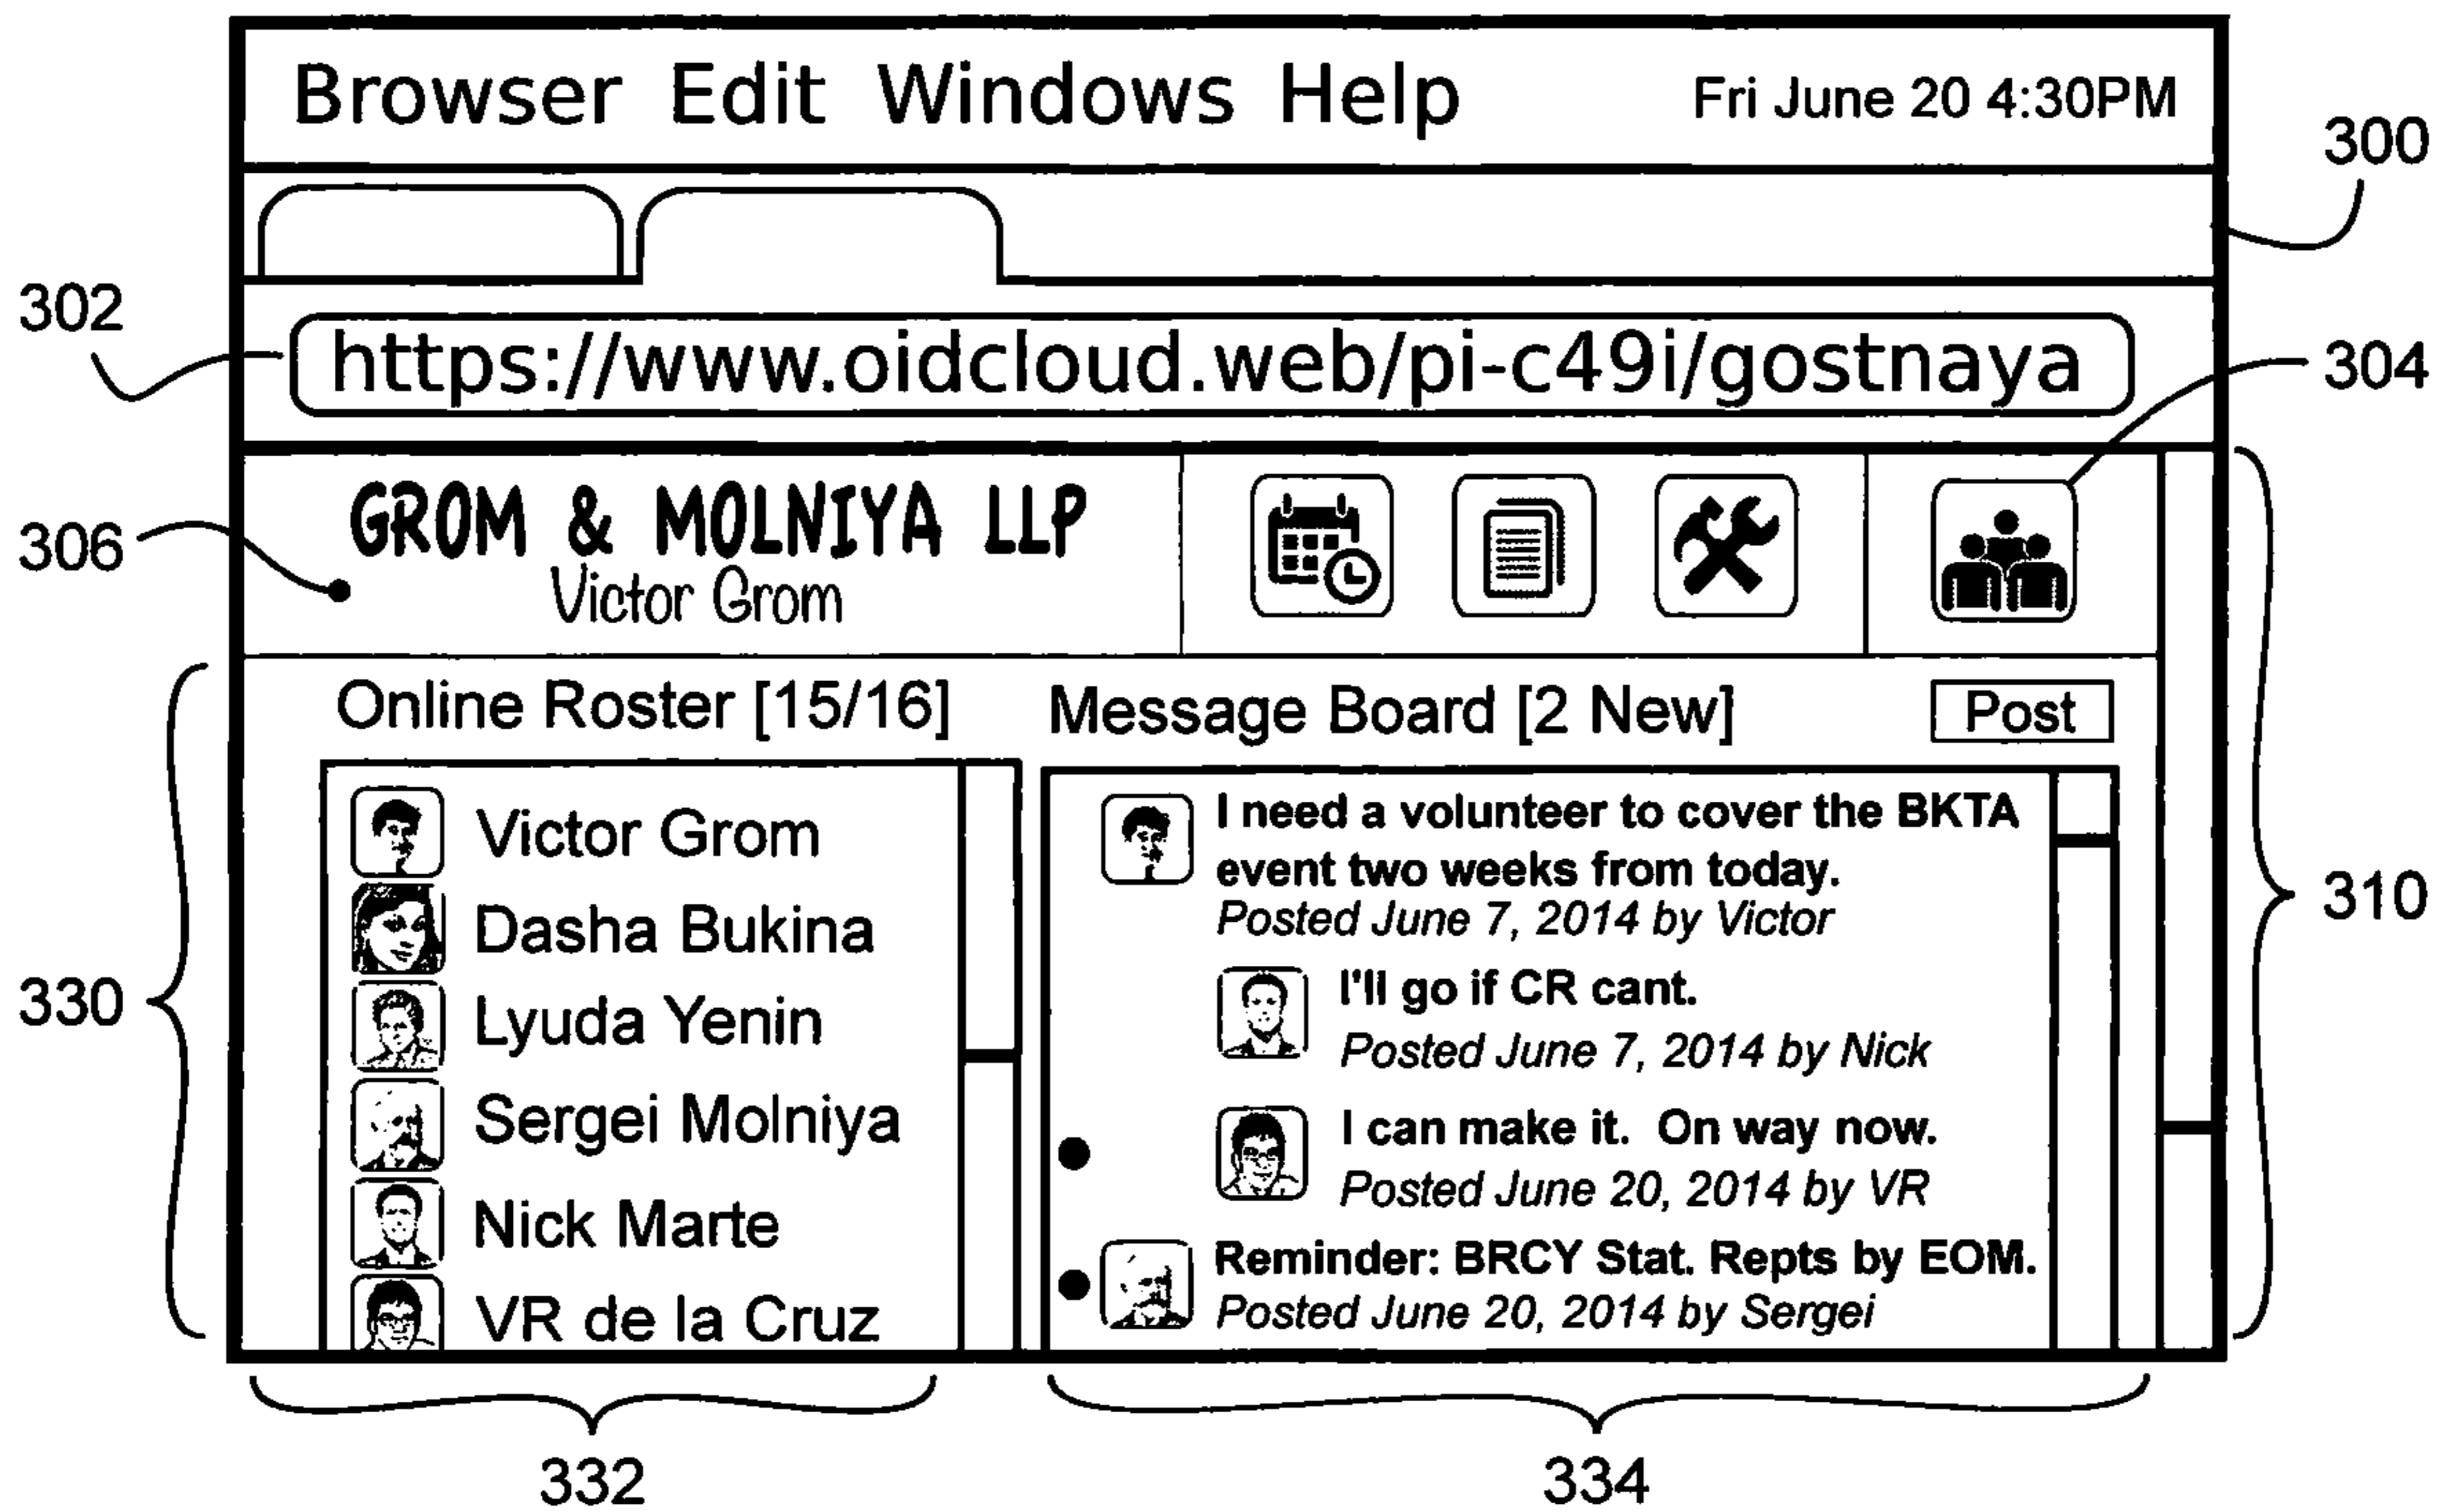 Browser Edit Windows Help Fri June 20 4:30PM
300
302
https://www.oidcloud.web/pi-c49i/gostnaya
304
306
GROM & MOLNIYA LLP
Victor Grom
310
330
Online Roster [15/16]
Victor Grom
Dasha Bukina
Lyuda Yenin
Sergei Molniya
Nick Marte
VR de la Cruz
Message Board [2 New] Post
I need a volunteer to cover the BKTA
event two weeks from today.
Posted June 7, 2014 by Victor
I'll go if CR cant.
Posted June 7, 2014 by Nick
I can make it. On way now.
Posted June 20, 2014 by VR
Reminder: BRCY Stat. Repts by EOM.
Posted June 20, 2014 by Sergei
332
334